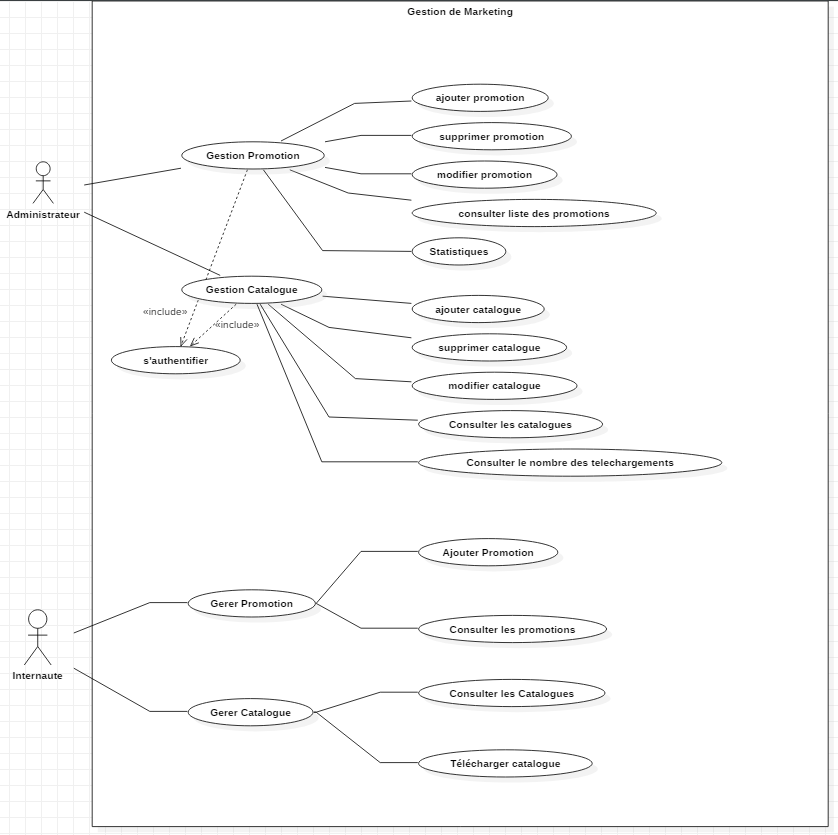 Gestion de Marketing
ajouter promotion
supprimer promotion
Gestion Promotion
modifier promotion
Administrateur
consulter liste des promotions
Statistiques
Gestion Catalogue
ajouter catalogue
«include»
«include»
supprimer catalogue
s'authentifier
modifier catalogue
Consulter les catalogues
Consulter le nombre des telechargements
Ajouter Promotion
Gerer Promotion
Consulter les promotions
Internaute
Consulter les Catalogues
Gerer Catalogue
Télécharger catalogue